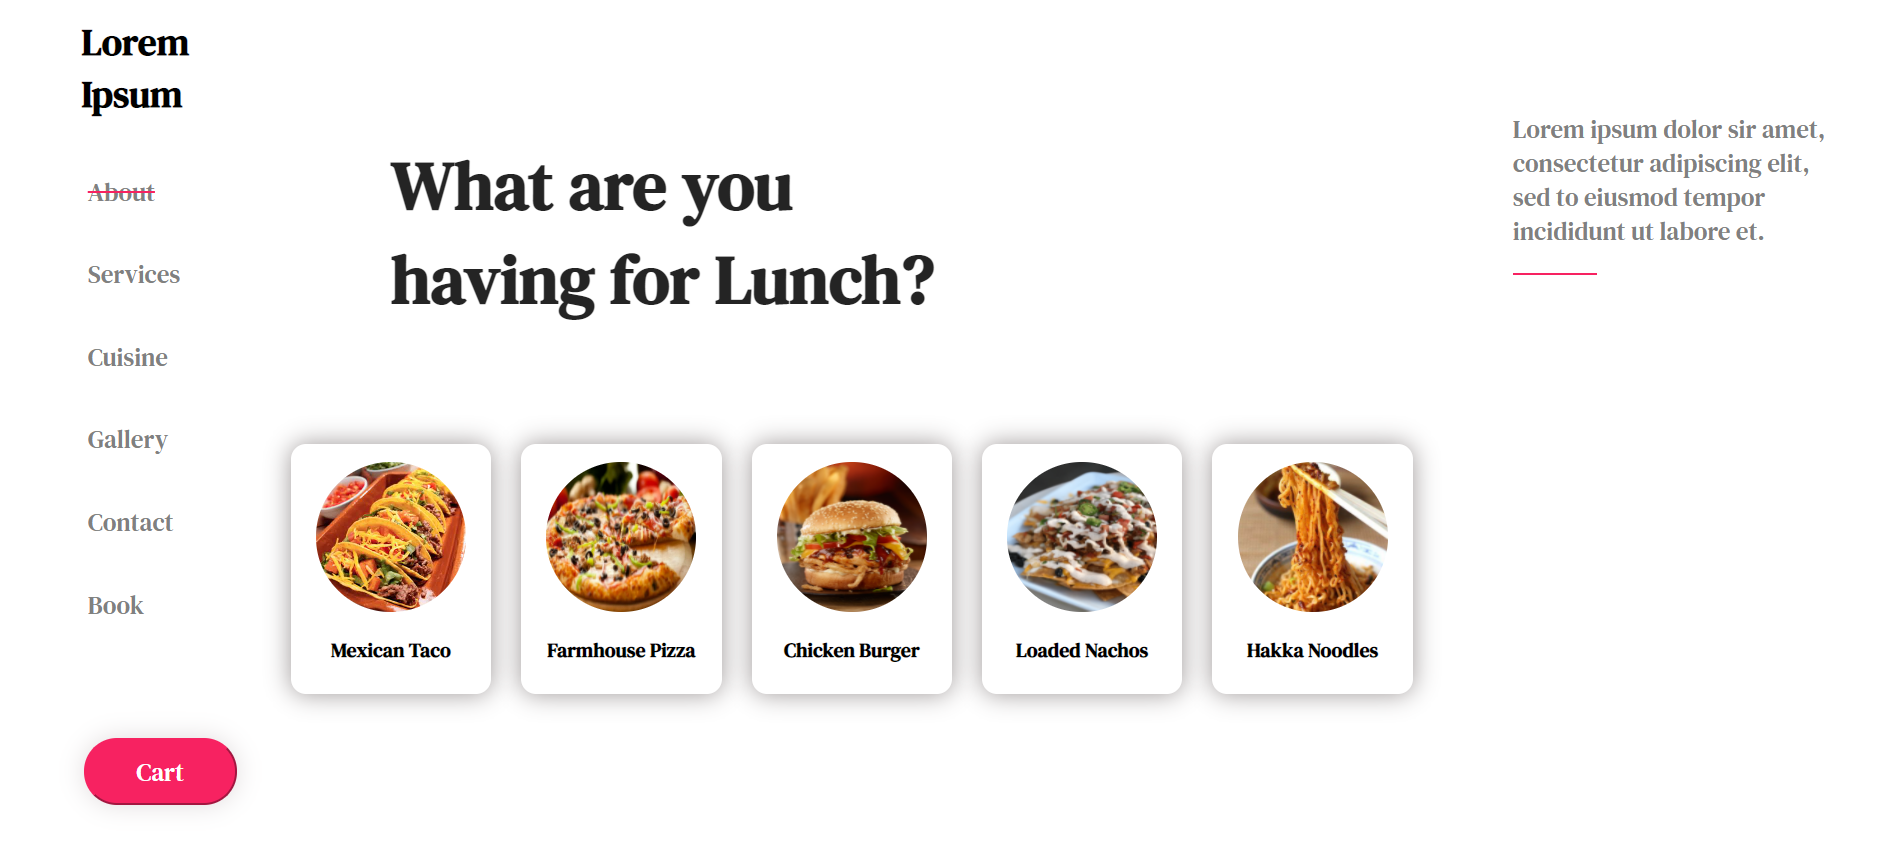 Lorem
Ipsum
About
Services
Cuisine
Gallery
Contact
Book
Cart
What are you
having for Lunch?
Mexican Taco
Farmhouse Pizza
Chicken Burger
Loaded Nachos
Hakka Noodles
Lorem ipsum dolor sir amet,
consectetur adipiscing elit,
sed to eiusmod tempor
incididunt ut labore et.